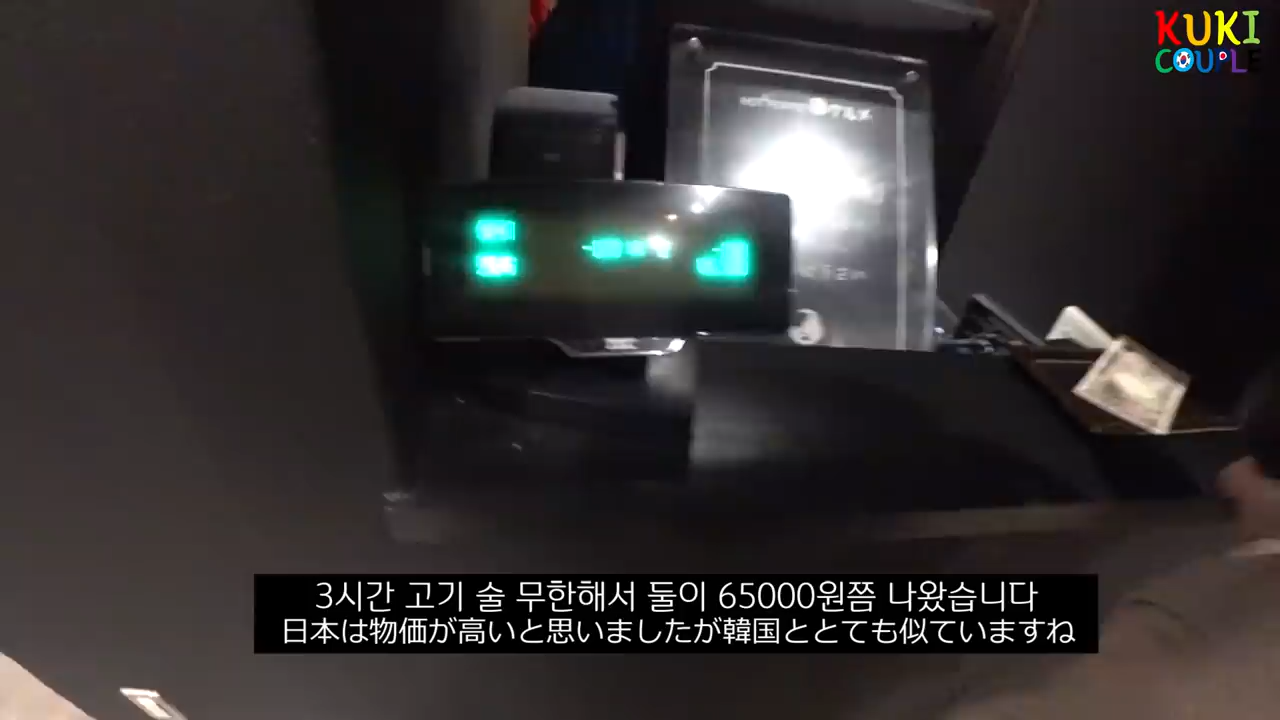 KUKI
COUPLE
3시간 고기 술 무한해서 둘이 65000원쯤 나왔습니다
日本は物価が高いと思いましたが韓国ととても似ていますね